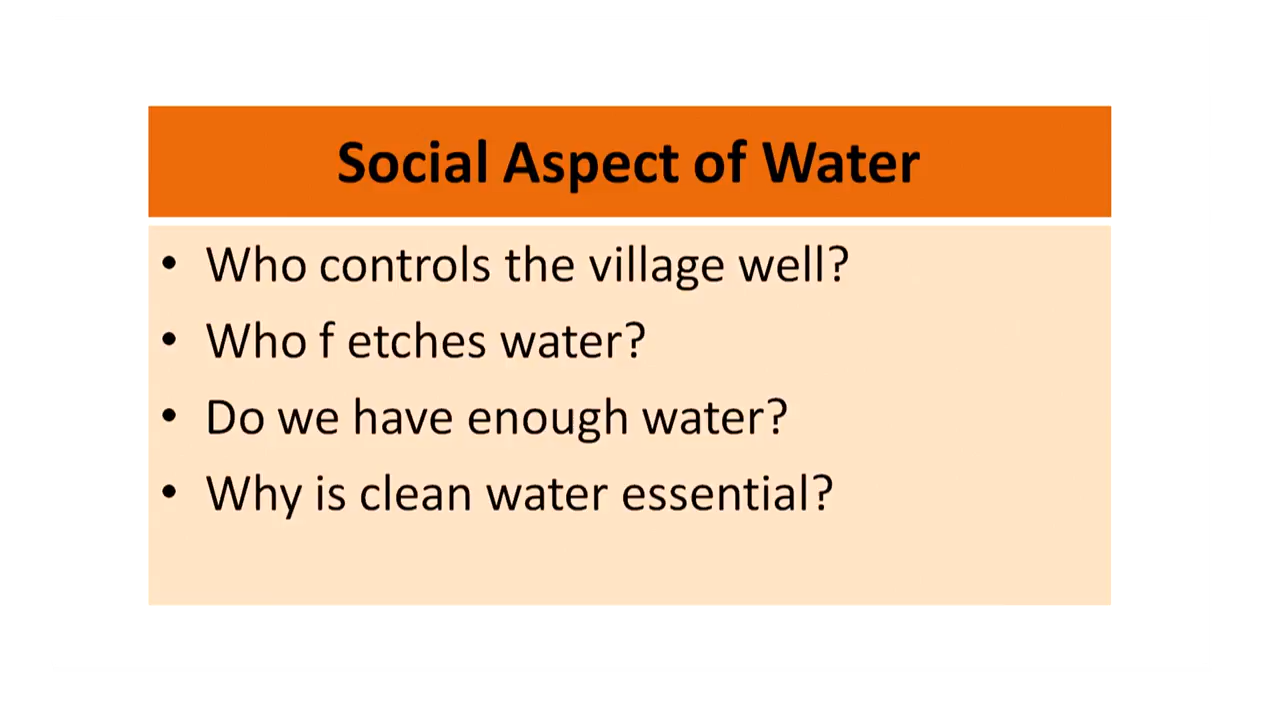 Social Aspect of Water
• Who controls the village well?
• Who f etches water?
• Do we have enough water?
• Why is clean water essential?